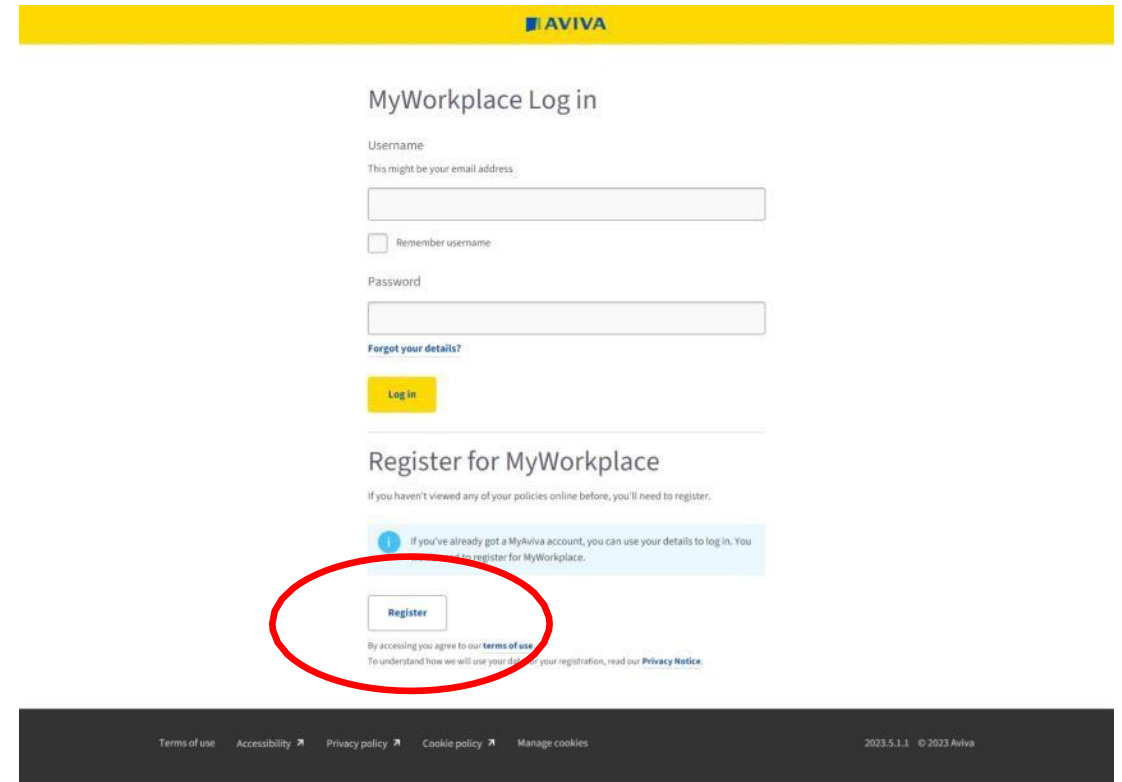 AVIVA
MyWorkplace Log in
Username
This might be your email address
Remember username
Password
Forgot your details?
Log in
Register for MyWorkplace
If you haven't viewed any of your policies online before, you'll need to register.
If you've already got a MyAviva account, you can use your details to log in. You
to register for MyWorkplace.
Register
By accessing you agree to our terms of use
To understand how we will use your your registration, read our Privacy Notice.
Terms of use Accessibility Privacy policy Cookie policy Manage cookies 2023.5.1.1 © 2023 Aviva